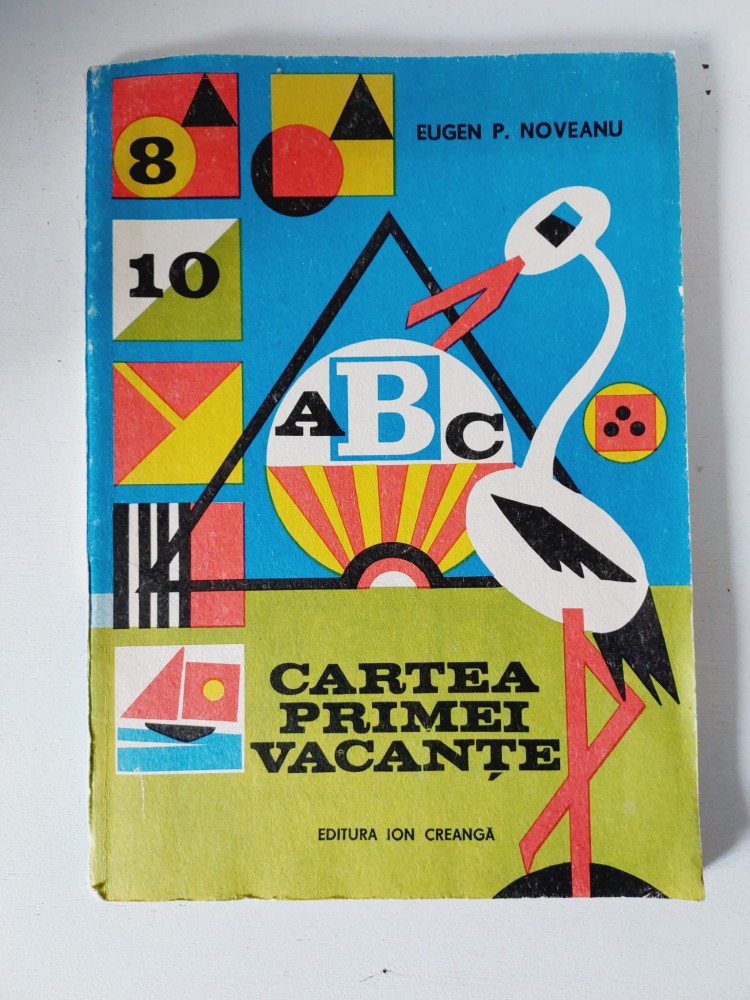 EUGEN P. NOVEANU
8
10
ABC
CARTEA
PRIMEI
VACANȚE
EDITURA ION CREANGĂ